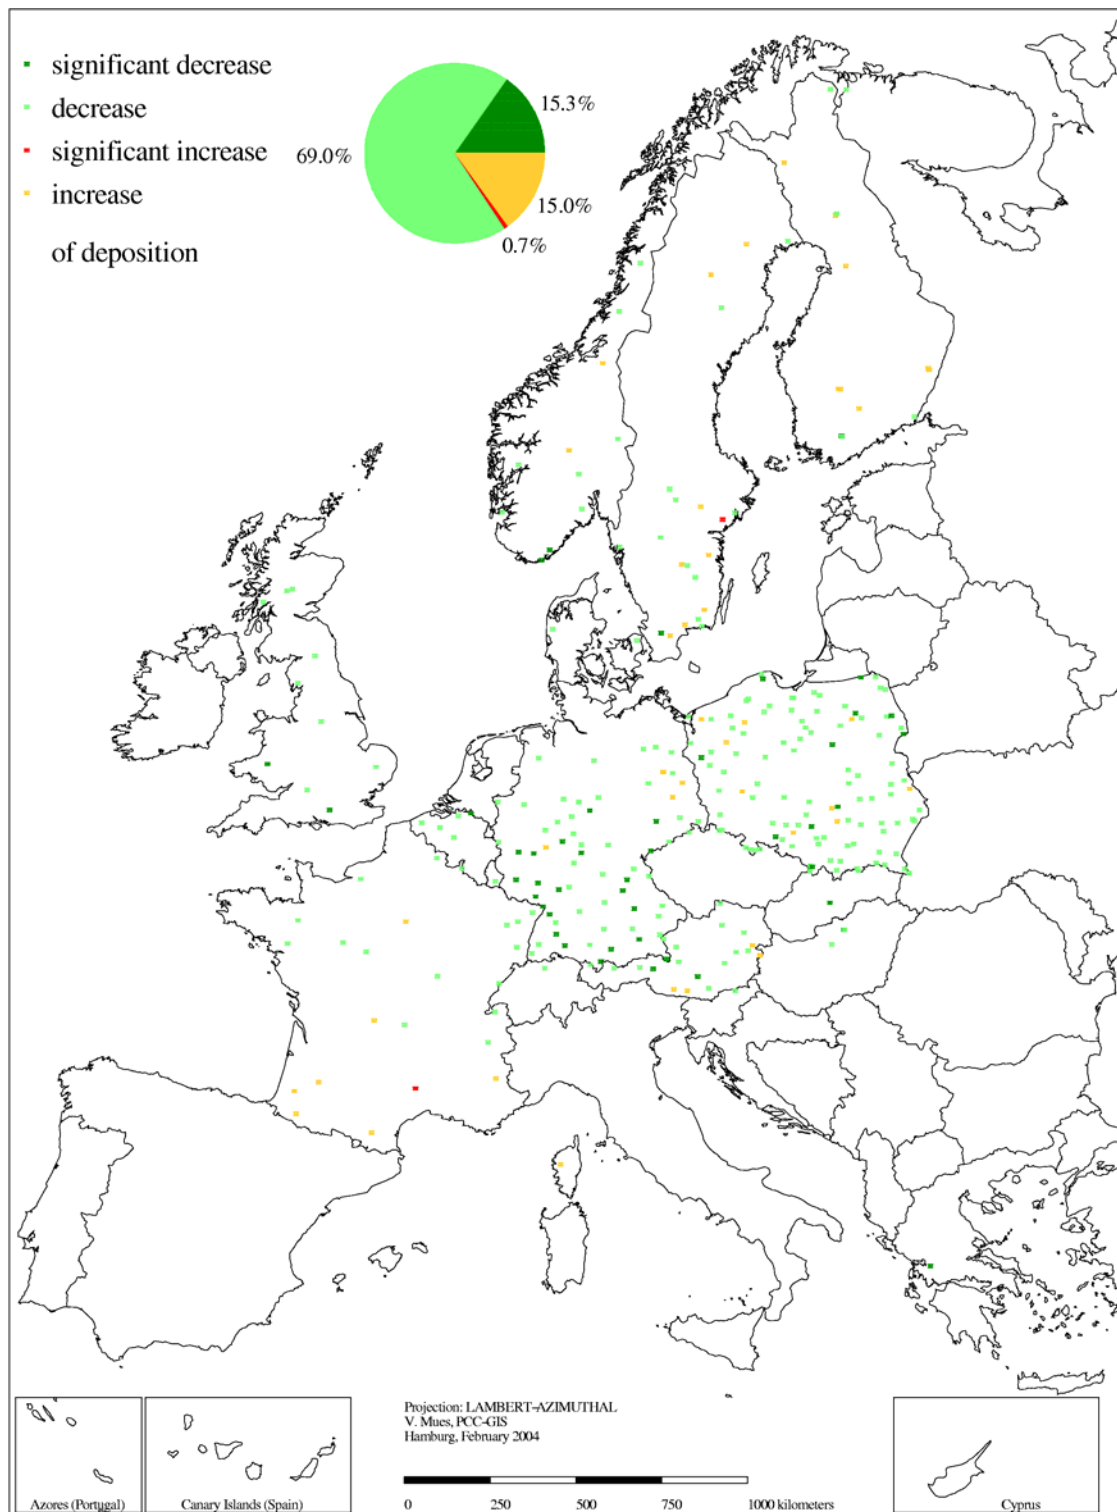 significant decrease
decrease
significant increase
increase
of deposition
15.3%
69.0%
15.0%
0.7%
Projection: LAMBERT-AZIMUTHAL
V. Mues, PCC-GIS
Hamburg, February 2004
0 250 500 750 1000 kilometers
Azores (Portugal)
Canary Islands (Spain)
Cyprus